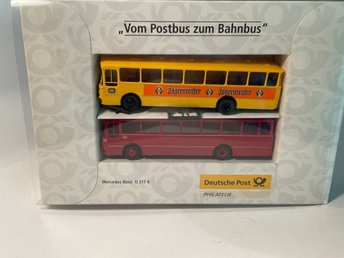 „Vom Postbus zum Bahnbus"
Jägermeister Jägermeister
Mercedes-Benz O 317 K
Deutsche Post
PHILATELIE